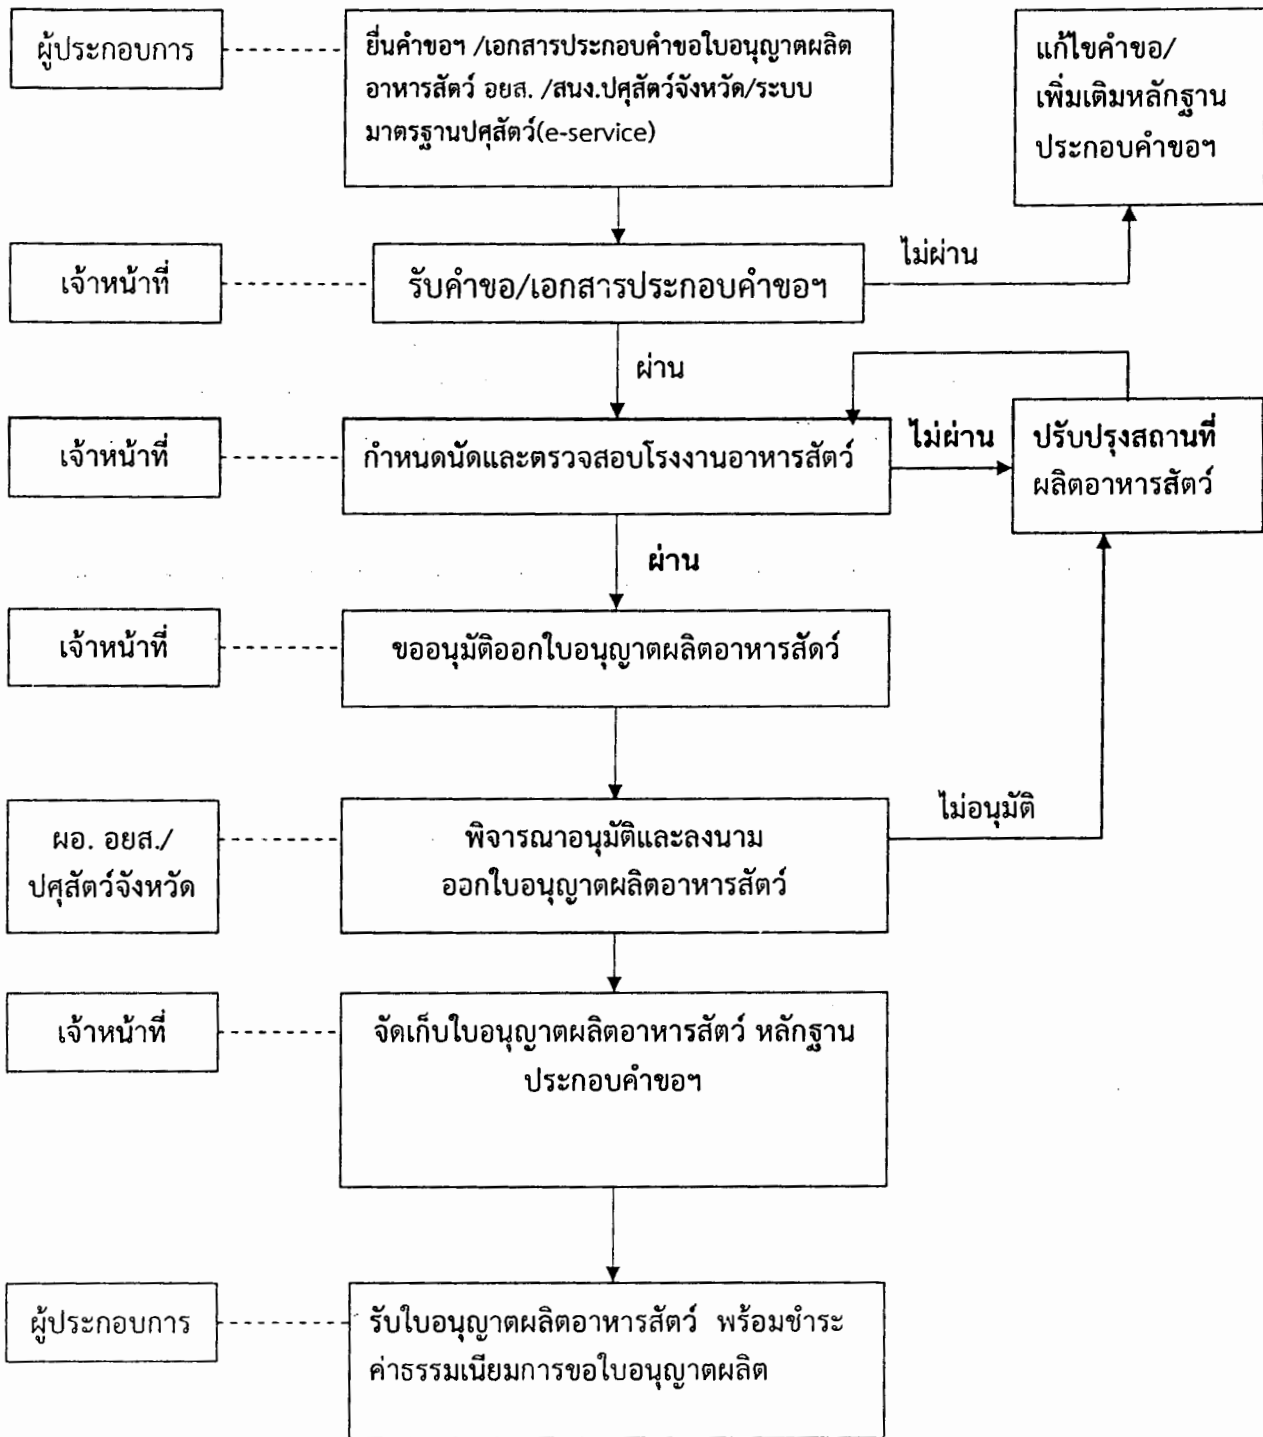 ผู้ประกอบการ
ยื่นคำขอฯ /เอกสารประกอบคำขอใบอนุญาตผลิต
อาหารสัตว์ อยส. /สนง.ปศุสัตว์จังหวัด/ระบบ
มาตรฐานปศุสัตว์(e-service)
แก้ไขคำขอ/
เพิ่มเติมหลักฐาน
ประกอบคำขอฯ
เจ้าหน้าที่
รับคำขอ/เอกสารประกอบคำขอฯ
ไม่ผ่าน
ผ่าน
เจ้าหน้าที่
กำหนดนัดและตรวจสอบโรงงานอาหารสัตว์
ไม่ผ่าน
ปรับปรุงสถานที่
ผลิตอาหารสัตว์
ผ่าน
เจ้าหน้าที่
ขออนุมัติออกใบอนุญาตผลิตอาหารสัตว์
ไม่อนุมัติ
ผอ. อยส./
ปศุสัตว์จังหวัด
พิจารณาอนุมัติและลงนาม
ออกใบอนุญาตผลิตอาหารสัตว์
เจ้าหน้าที่
จัดเก็บใบอนุญาตผลิตอาหารสัตว์ หลักฐาน
ประกอบคำขอฯ
ผู้ประกอบการ
รับใบอนุญาตผลิตอาหารสัตว์ พร้อมชำระ
ค่าธรรมเนียมการขอใบอนุญาตผลิต